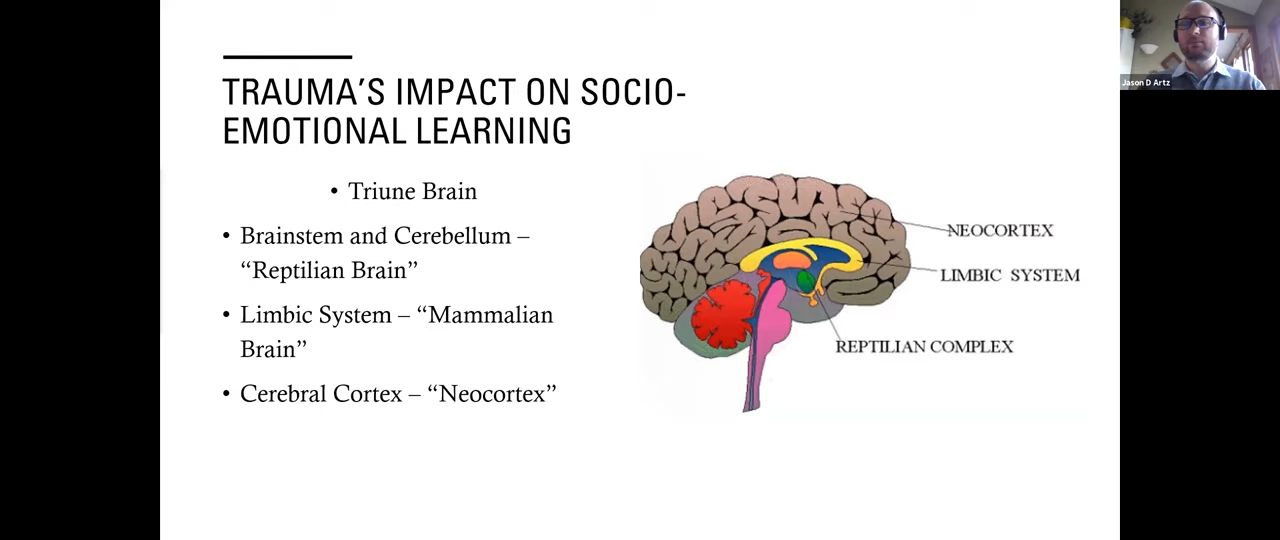 TRAUMA'S IMPACT ON SOCIO-
EMOTIONAL LEARNING
• Triune Brain
• Brainstem and Cerebellum –
“Reptilian Brain”
• Limbic System – “Mammalian
Brain”
• Cerebral Cortex – “Neocortex”
NEOCORTEX
LIMBIC SYSTEM
REPTILIAN COMPLEX
Jason D Artz